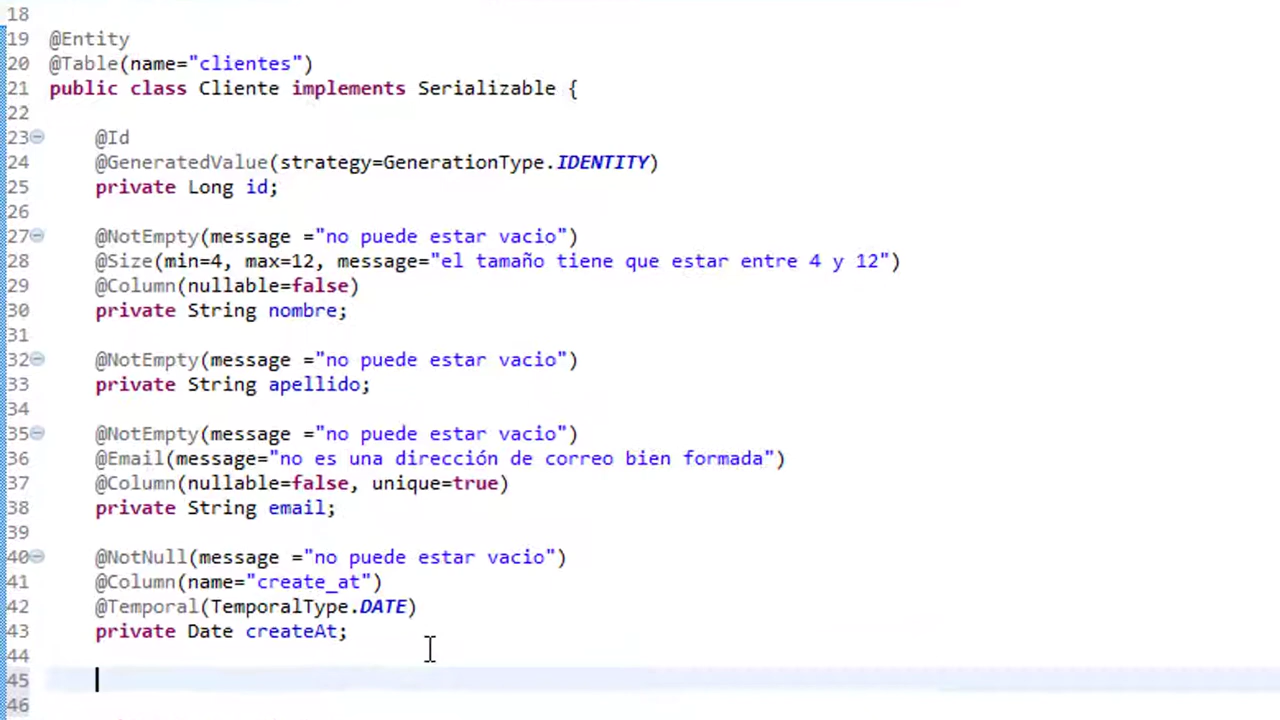 18
19 @Entity
20 @Table(name="clientes")
21 public class Cliente implements Serializable {
22
23 @Id
24 @GeneratedValue(strategy=GenerationType.IDENTITY)
25 private Long id;
26
27 @NotEmpty(message ="no puede estar vacio")
28 @Size(min=4, max=12, message="el tamaño tiene que estar entre 4 y 12")
29 @Column(nullable=false)
30 private String nombre;
31
32 @NotEmpty(message ="no puede estar vacio")
33 private String apellido;
34
35 @NotEmpty(message ="no puede estar vacio")
36 @Email(message="no es una dirección de correo bien formada")
37 @Column(nullable=false, unique=true)
38 private String email;
39
40 @NotNull(message ="no puede estar vacio")
41 @Column(name="create_at")
42 @Temporal(TemporalType.DATE)
43 private Date createAt;
44
45
46